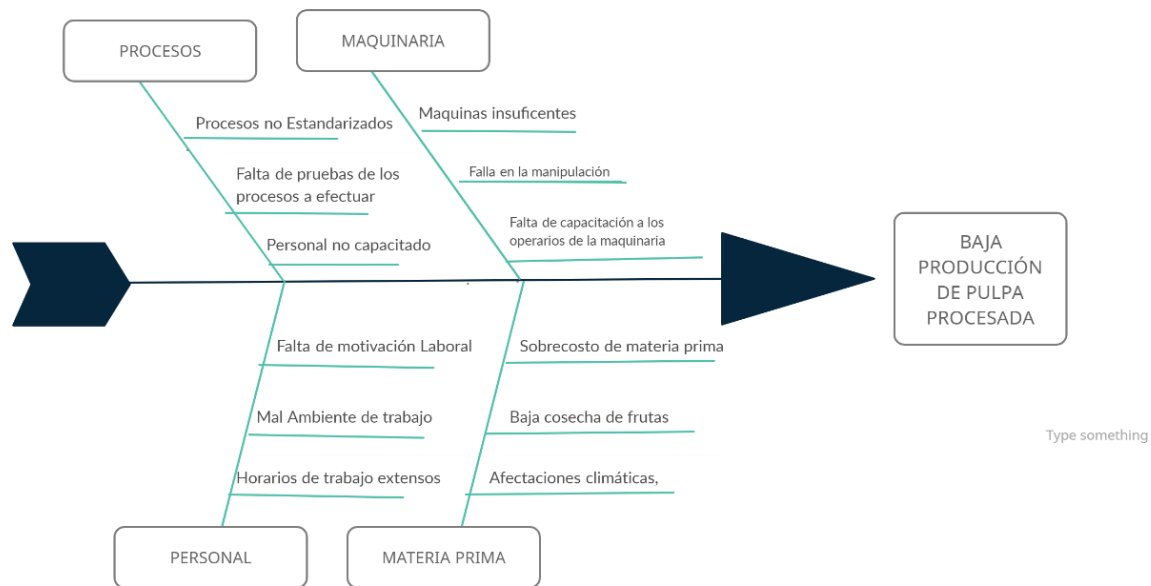 PROCESOS
MAQUINARIA
Procesos no Estandarizados
Falta de pruebas de los
procesos a efectuar
Personal no capacitado
Maquinas insuficentes
Falla en la manipulación
Falta de capacitación a los
operarios de la maquinaria
BAJA
PRODUCCIÓN
DE PULPA
PROCESADA
Falta de motivación Laboral
Mal Ambiente de trabajo
Horarios de trabajo extensos
Sobrecosto de materia prima
Baja cosecha de frutas
Afectaciones climáticas,
Type something
PERSONAL
MATERIA PRIMA